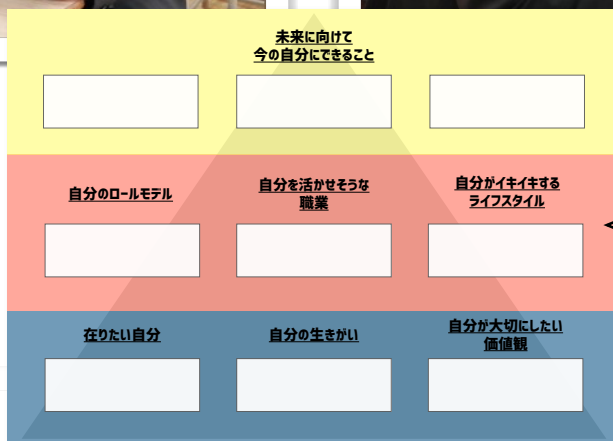 未来に向けて
今の自分にできること
自分のロールモデル
自分を活かせそうな
職業
自分がイキイキする
ライフスタイル
在りたい自分
自分の生きがい
自分が大切にしたい
価値観